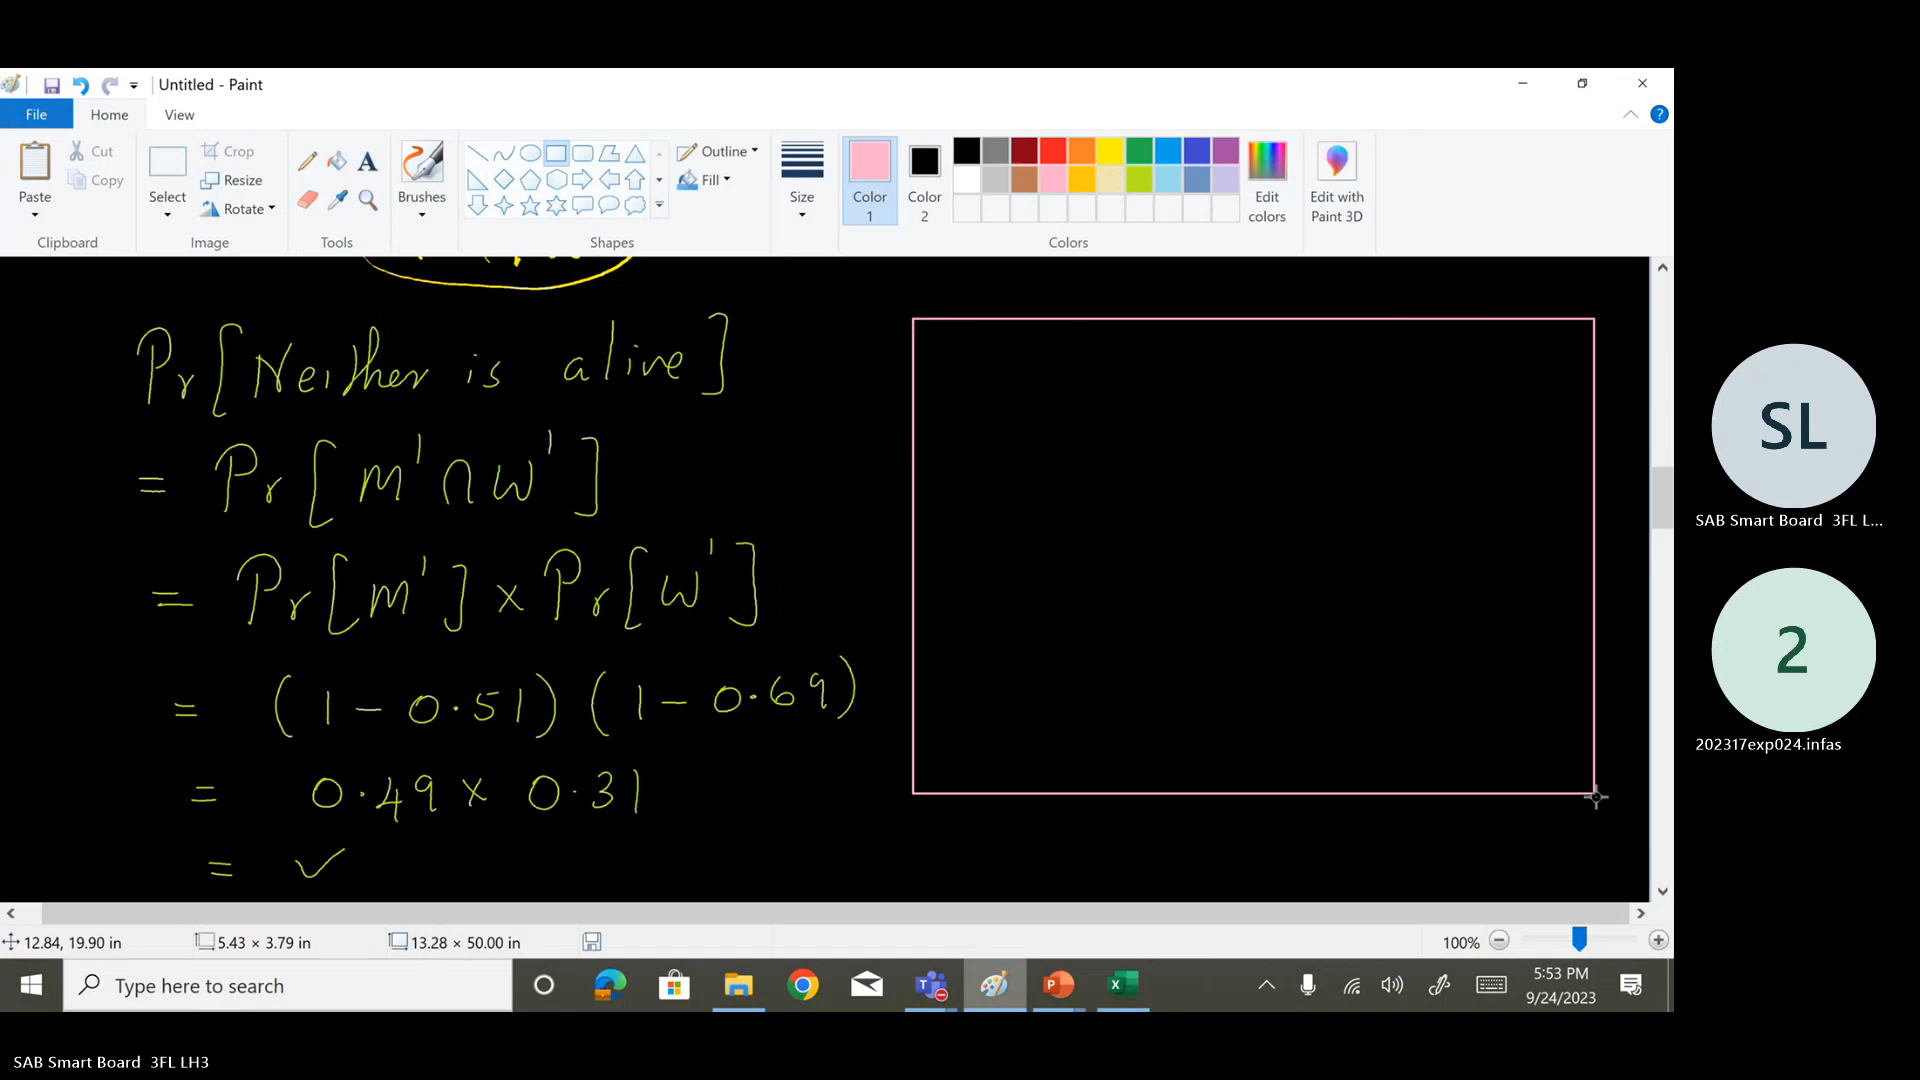 Untitled - Paint
File Home View
Cut
Copy
Paste
Clipboard
Crop
Resize
Rotate
Select
Image
Tools
Brushes
Shapes
Outline
Fill
Size
Color 1
Color 2
Edit colors
Edit with Paint 3D
Colors
Pr[Neither is alive]
= Pr[M'∩W']
= Pr[M'] x Pr[W']
= (1 - 0.51) (1 - 0.69)
= 0.49 x 0.31
= ✓
12.84, 19.90 in 5.43 × 3.79 in 13.28 × 50.00 in 100%
Type here to search
5:53 PM
9/24/2023
SL
SAB Smart Board 3FL L...
2
202317exp024.infas
SAB Smart Board 3FL LH3